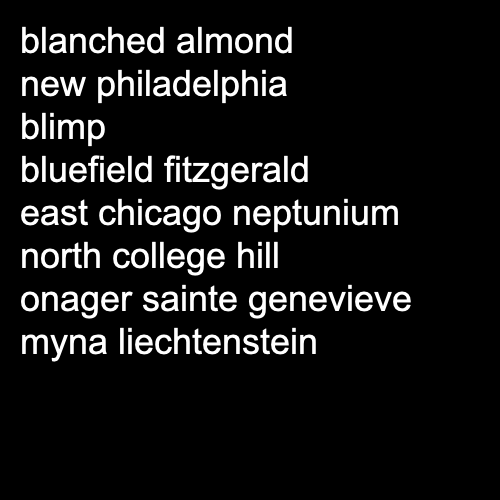 blanched almond
new philadelphia
blimp
bluefield fitzgerald
east chicago neptunium
north college hill
onager sainte genevieve
myna liechtenstein